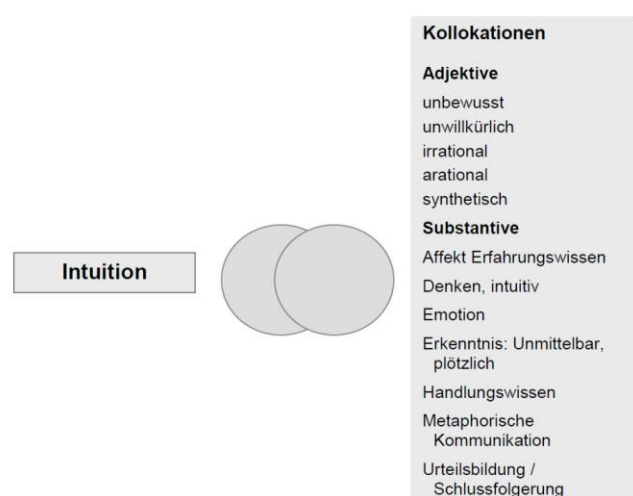 Intuition
Kollokationen
Adjektive
unbewusst
unwillkürlich
irrational
arational
synthetisch
Substantive
Affekt Erfahrungswissen
Denken, intuitiv
Emotion
Erkenntnis: Unmittelbar,
plötzlich
Handlungswissen
Metaphorische
Kommunikation
Urteilsbildung /
Schlussfolgerung